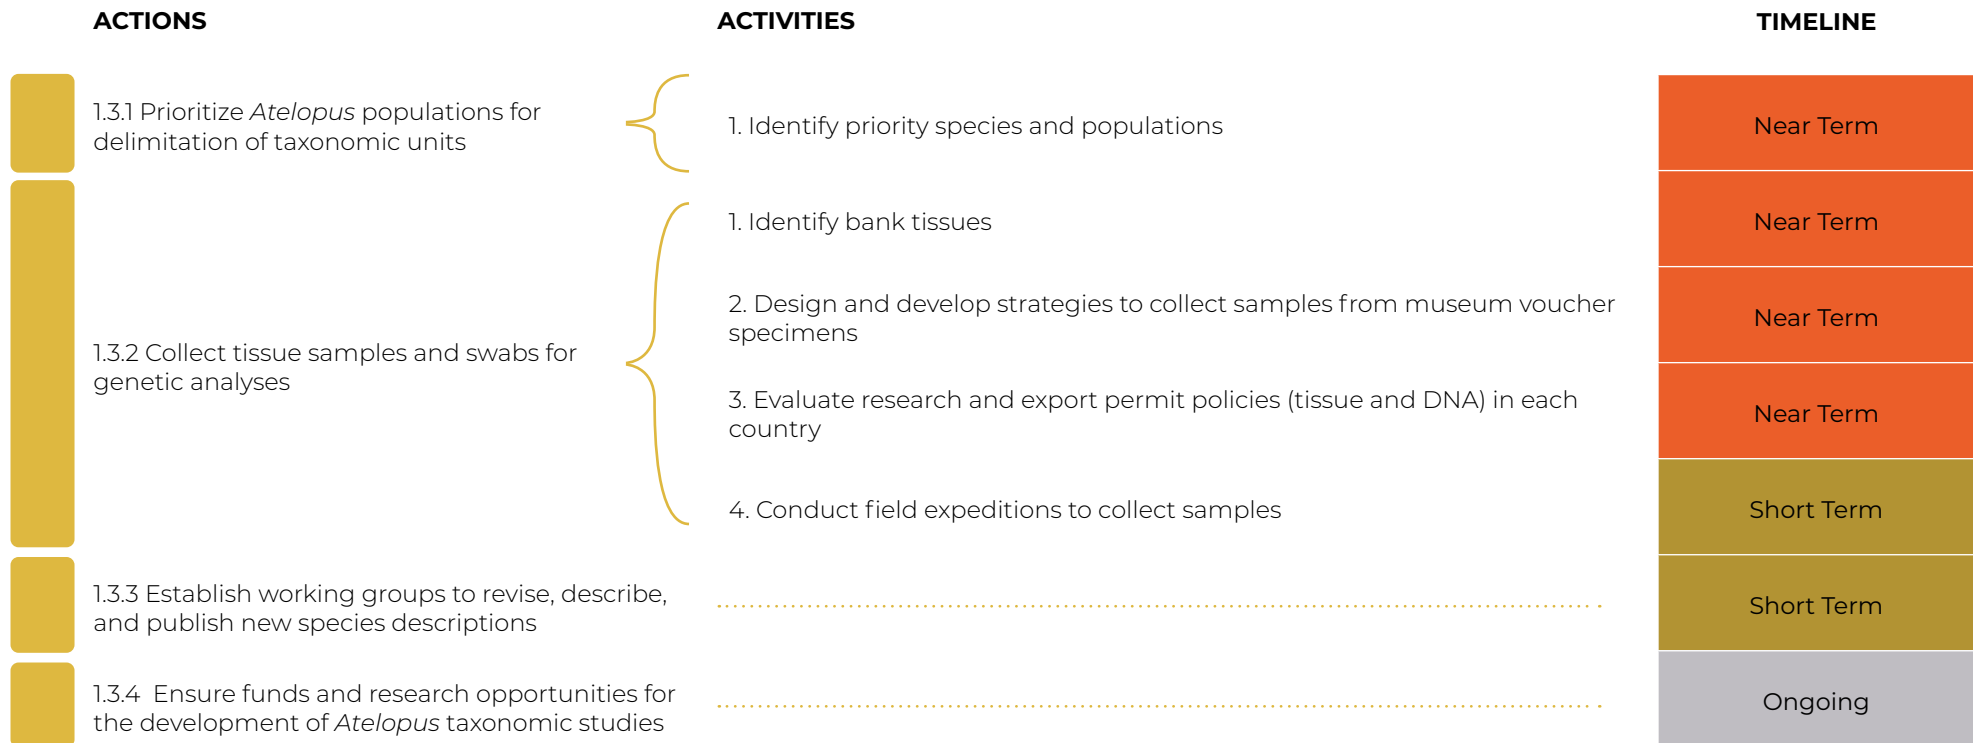 ACTIONS
ACTIVITIES
TIMELINE
1.3.1 Prioritize Atelopus populations for
delimitation of taxonomic units
1. Identify priority species and populations
Near Term
1.3.2 Collect tissue samples and swabs for
genetic analyses
1. Identify bank tissues
Near Term
2. Design and develop strategies to collect samples from museum voucher
specimens
Near Term
3. Evaluate research and export permit policies (tissue and DNA) in each
country
Near Term
4. Conduct field expeditions to collect samples
Short Term
1.3.3 Establish working groups to revise, describe,
and publish new species descriptions
Short Term
1.3.4 Ensure funds and research opportunities for
the development of Atelopus taxonomic studies
Ongoing